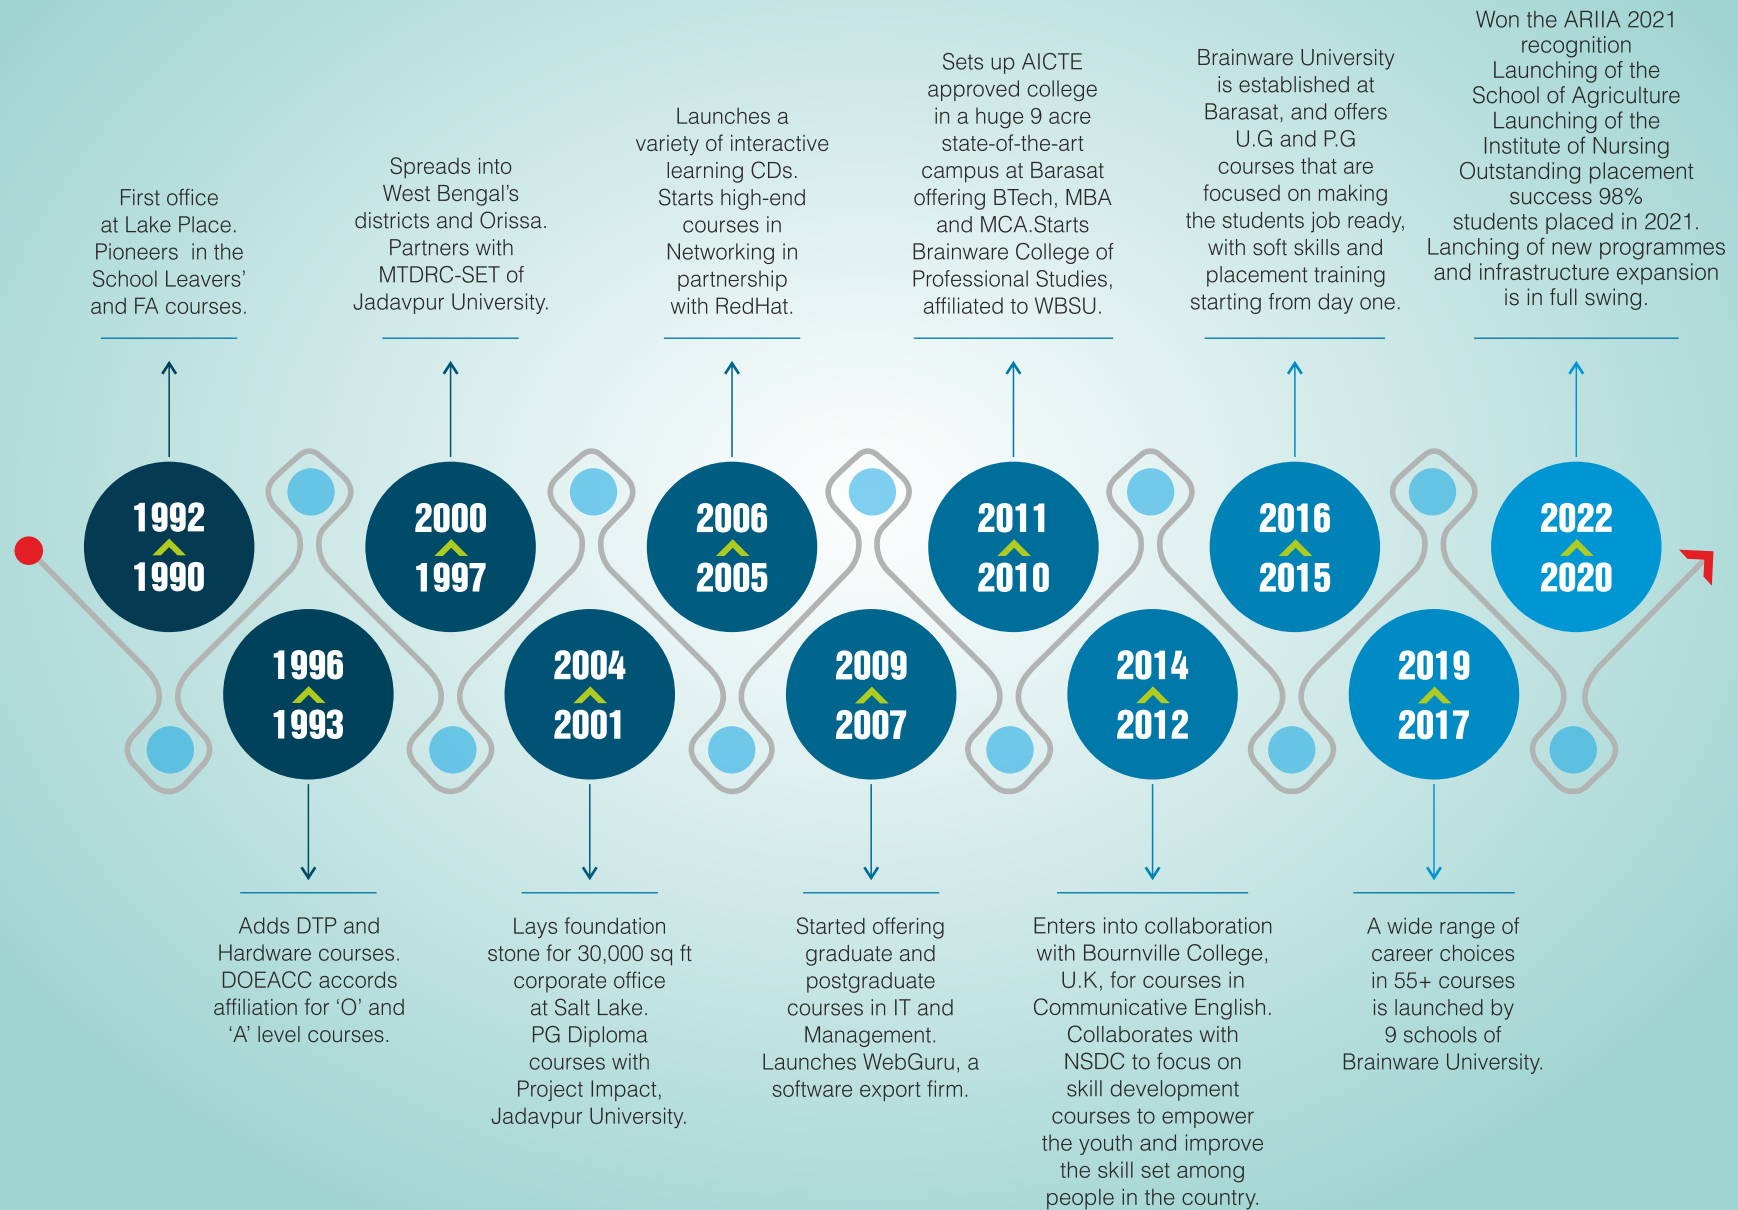 First office
at Lake Place.
Pioneers in the
School Leavers'
and FA courses.
1992
1990
Adds DTP and
Hardware courses.
DOEACC accords
affiliation for ‘O’ and
‘A’ level courses.
1996
1993
Spreads into
West Bengal’s
districts and Orissa.
Partners with
MTDRC-SET of
Jadavpur University.
2000
1997
Lays foundation
stone for 30,000 sq ft
corporate office
at Salt Lake.
PG Diploma
courses with
Project Impact,
Jadavpur University.
2004
2001
Launches a
variety of interactive
learning CDs.
Starts high-end
courses in
Networking in
partnership
with RedHat.
2006
2005
Started offering
graduate and
postgraduate
courses in IT and
Management.
Launches WebGuru, a
software export firm.
2009
2007
Sets up AICTE
approved college
in a huge 9 acre
state-of-the-art
campus at Barasat
offering BTech, MBA
and MCA.Starts
Brainware College of
Professional Studies,
affiliated to WBSU.
2011
2010
Enters into collaboration
with Bournville College,
U.K, for courses in
Communicative English.
Collaborates with
NSDC to focus on
skill development
courses to empower
the youth and improve
the skill set among
people in the country.
2014
2012
Brainware University
is established at
Barasat, and offers
U.G and P.G
courses that are
focused on making
the students job ready,
with soft skills and
placement training
starting from day one.
2016
2015
A wide range of
career choices
in 55+ courses
is launched by
9 schools of
Brainware University.
2019
2017
Won the ARIIA 2021
recognition
Launching of the
School of Agriculture
Launching of the
Institute of Nursing
Outstanding placement
success 98%
students placed in 2021.
Lanching of new programmes
and infrastructure expansion
is in full swing.
2022
2020